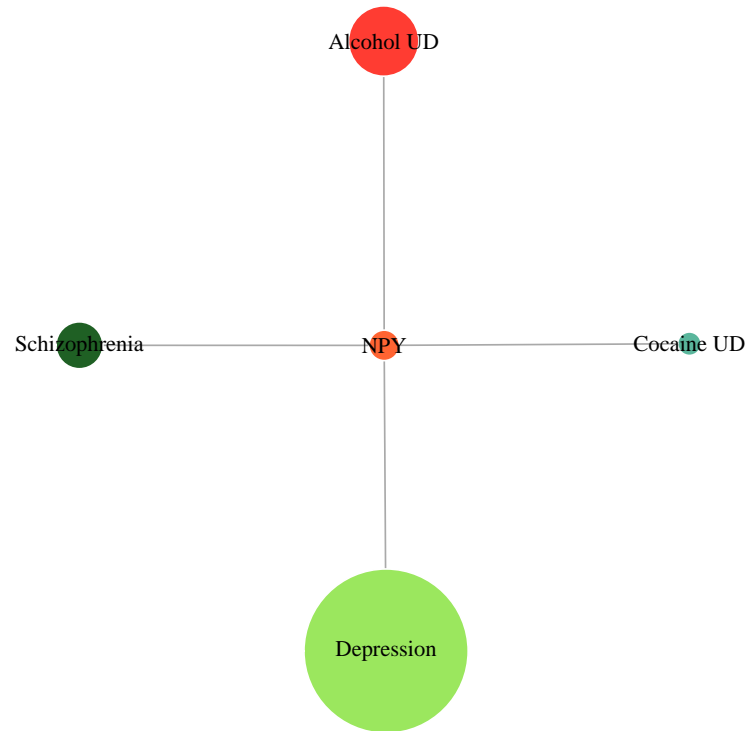 Alcohol UD
Schizophrenia
NPY
Cocaine UD
Depression